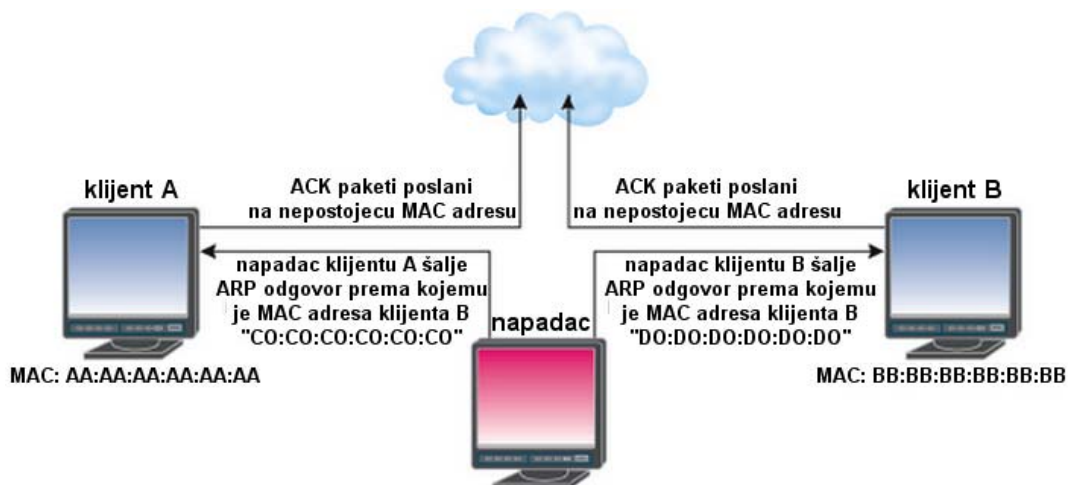 klijent A
ACK paketi poslani
na nepostojecu MAC adresu
ACK paketi poslani
na nepostojecu MAC adresu
klijent B
napadac klijentu A šalje
ARP odgovor prema kojemu
je MAC adresa klijenta B
"CO:CO:CO:CO:CO:CO"
napadac klijentu B šalje
ARP odgovor prema kojemu
je MAC adresa klijenta B
"DO:DO:DO:DO:DO:DO"
napadac
MAC: AA:AA:AA:AA:AA:AA
MAC: BB:BB:BB:BB:BB:BB